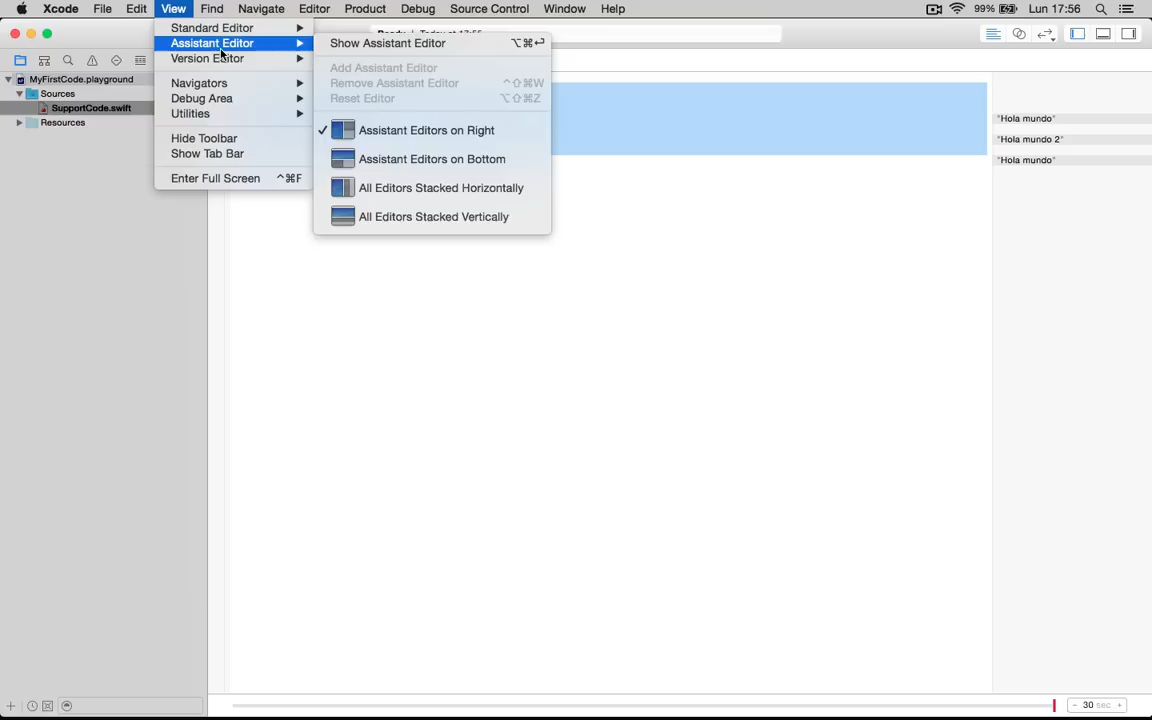 Xcode File Edit View Find Navigate Editor Product Debug Source Control Window Help 99% Lun 17:56
Standard Editor
Assistant Editor
Version Editor
Navigators
Debug Area
Utilities
Hide Toolbar
Show Tab Bar
Enter Full Screen ^⌘F
Show Assistant Editor ⌥⌘↩
Add Assistant Editor
Remove Assistant Editor ^⇧⌘W
Reset Editor ⌥⇧⌘Z
Assistant Editors on Right
Assistant Editors on Bottom
All Editors Stacked Horizontally
All Editors Stacked Vertically
MyFirstCode.playground
Sources
SupportCode.swift
Resources
"Hola mundo"
"Hola mundo 2"
"Hola mundo"
− 30 sec +